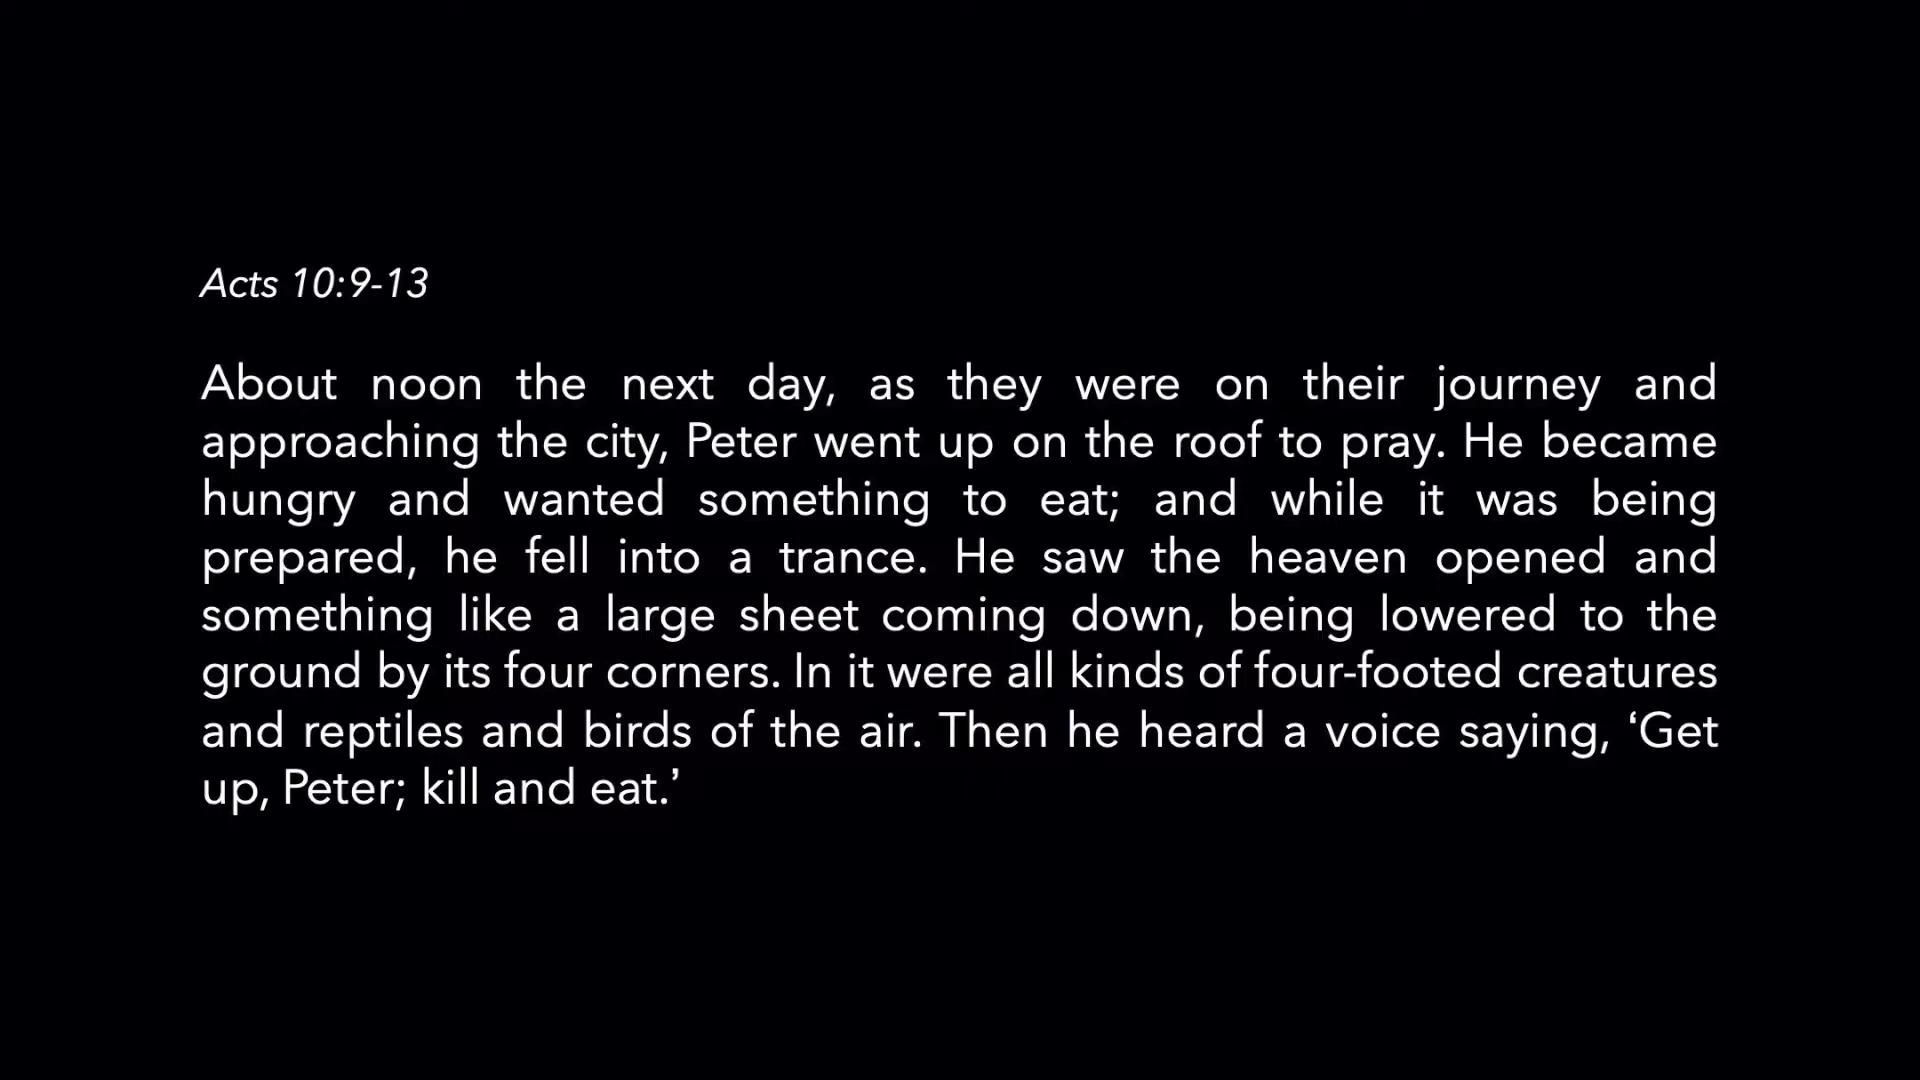 Acts 10:9-13
About noon the next day, as they were on their journey and
approaching the city, Peter went up on the roof to pray. He became
hungry and wanted something to eat; and while it was being
prepared, he fell into a trance. He saw the heaven opened and
something like a large sheet coming down, being lowered to the
ground by its four corners. In it were all kinds of four-footed creatures
and reptiles and birds of the air. Then he heard a voice saying, ‘Get
up, Peter; kill and eat.’